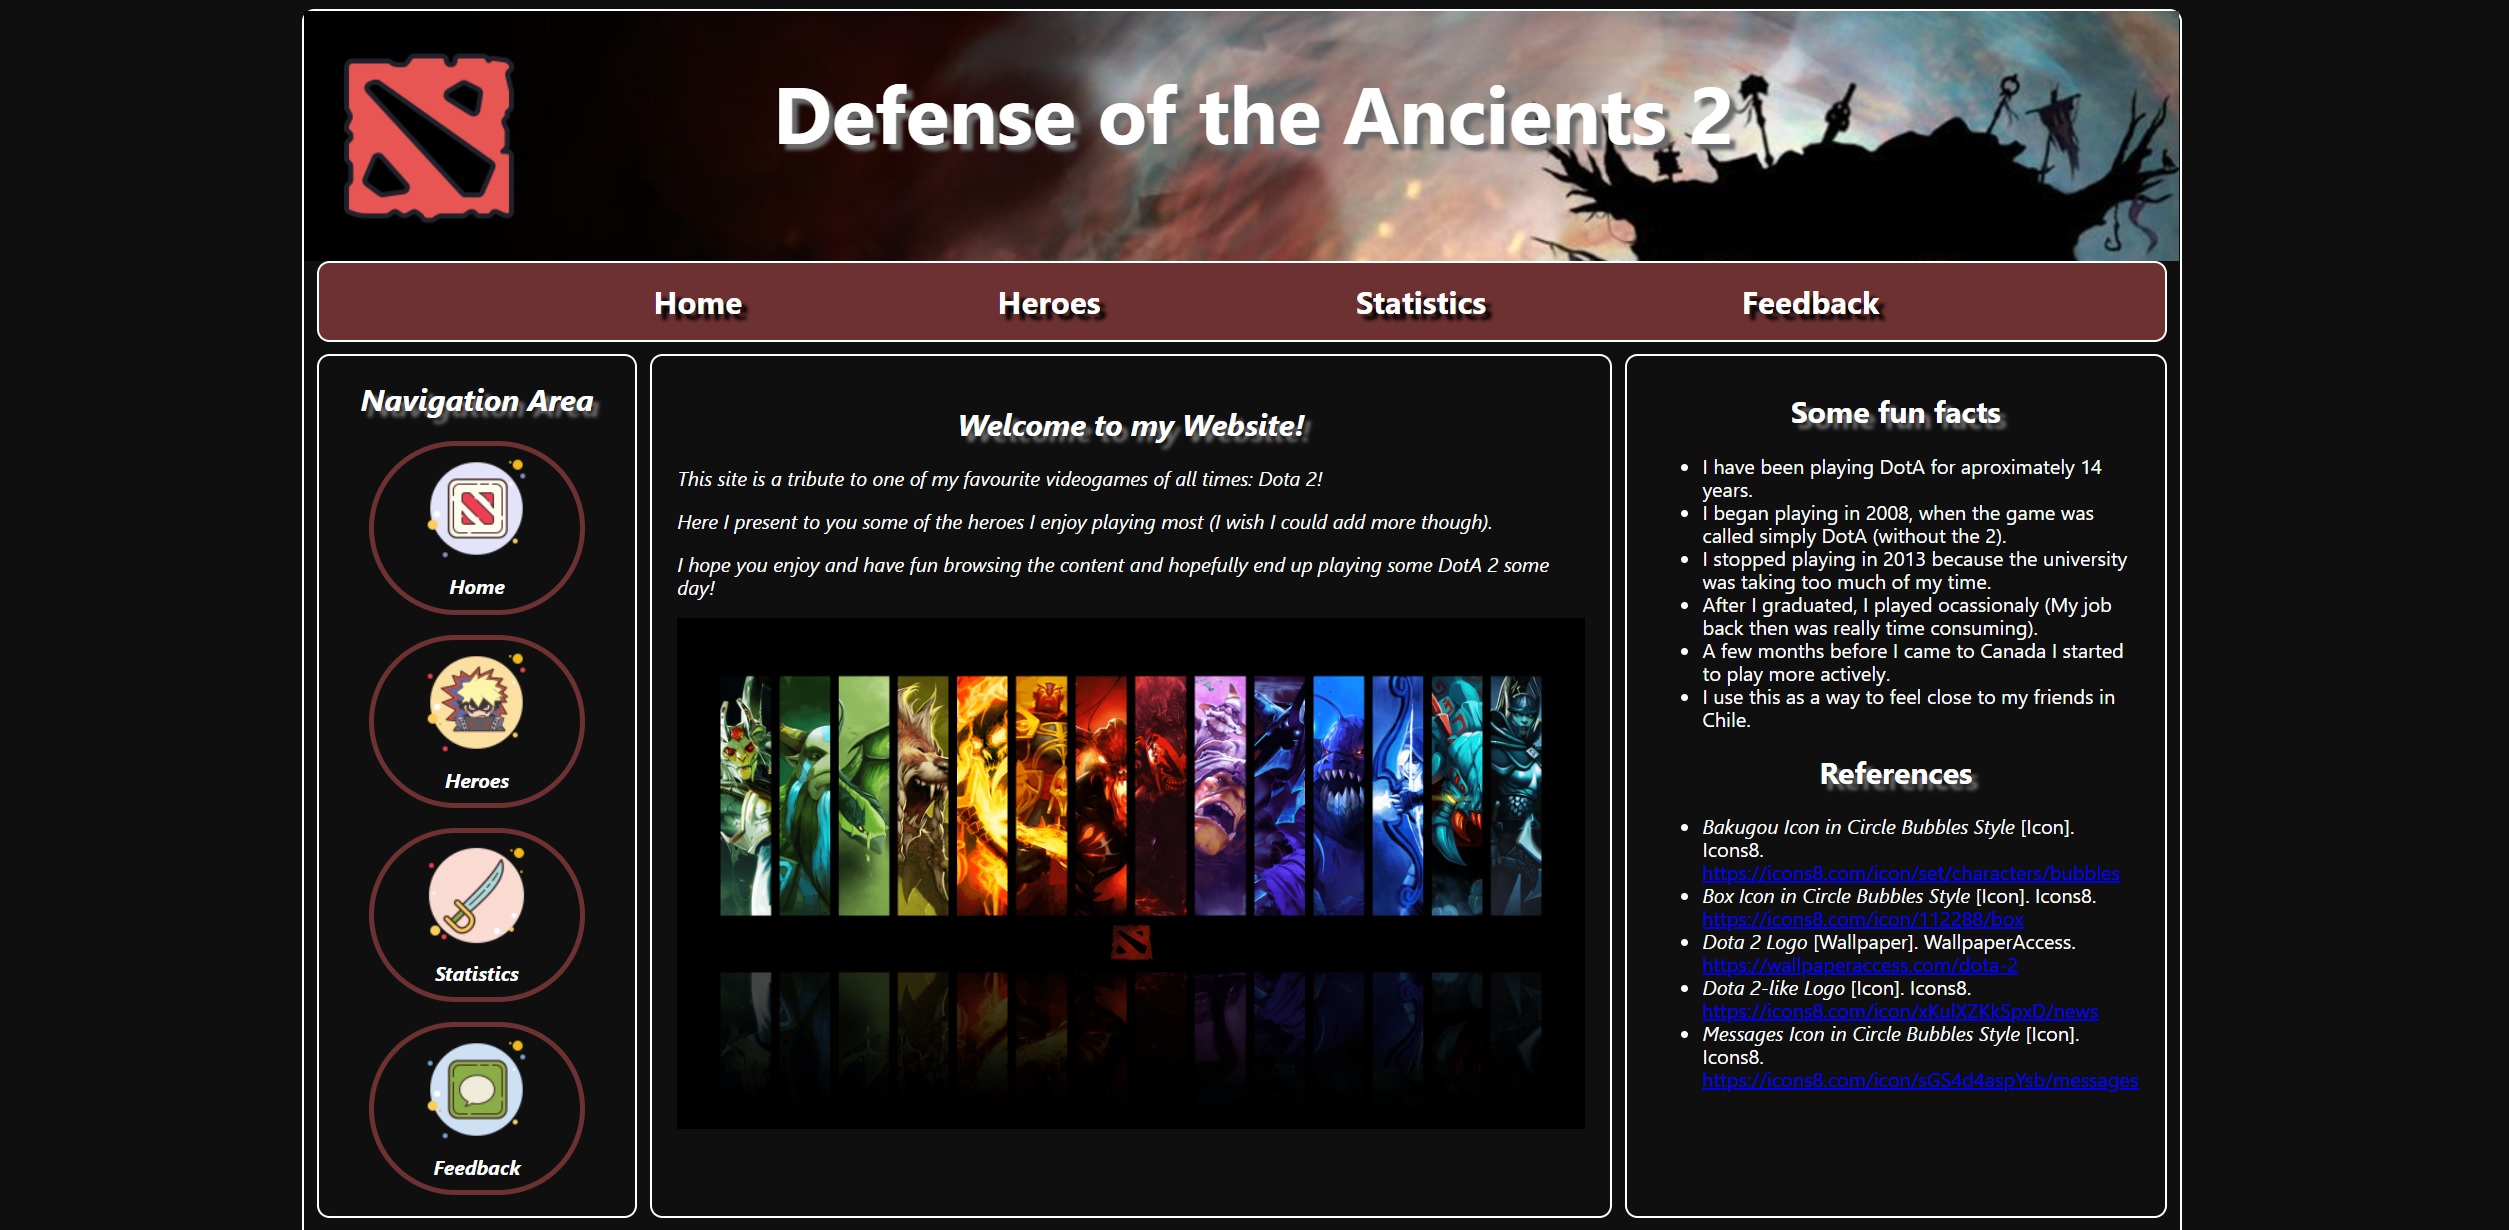 Defense of the Ancients 2
Home
Heroes
Statistics
Feedback
Navigation Area
Home
Heroes
Statistics
Feedback
Welcome to my Website!
This site is a tribute to one of my favourite videogames of all times: Dota 2!
Here I present to you some of the heroes I enjoy playing most (I wish I could add more though).
I hope you enjoy and have fun browsing the content and hopefully end up playing some DotA 2 some
day!
Some fun facts
I have been playing DotA for aproximately 14
years.
I began playing in 2008, when the game was
called simply DotA (without the 2).
I stopped playing in 2013 because the university
was taking too much of my time.
After I graduated, I played ocassionaly (My job
back then was really time consuming).
A few months before I came to Canada I started
to play more actively.
I use this as a way to feel close to my friends in
Chile.
References
Bakugou Icon in Circle Bubbles Style [Icon].
Icons8.
https://icons8.com/icon/set/characters/bubbles
Box Icon in Circle Bubbles Style [Icon]. Icons8.
https://icons8.com/icon/112288/box
Dota 2 Logo [Wallpaper]. WallpaperAccess.
https://wallpaperaccess.com/dota-2
Dota 2-like Logo [Icon]. Icons8.
https://icons8.com/icon/xKulXZKkSpxD/news
Messages Icon in Circle Bubbles Style [Icon].
Icons8.
https://icons8.com/icon/sGS4d4aspYsb/messages